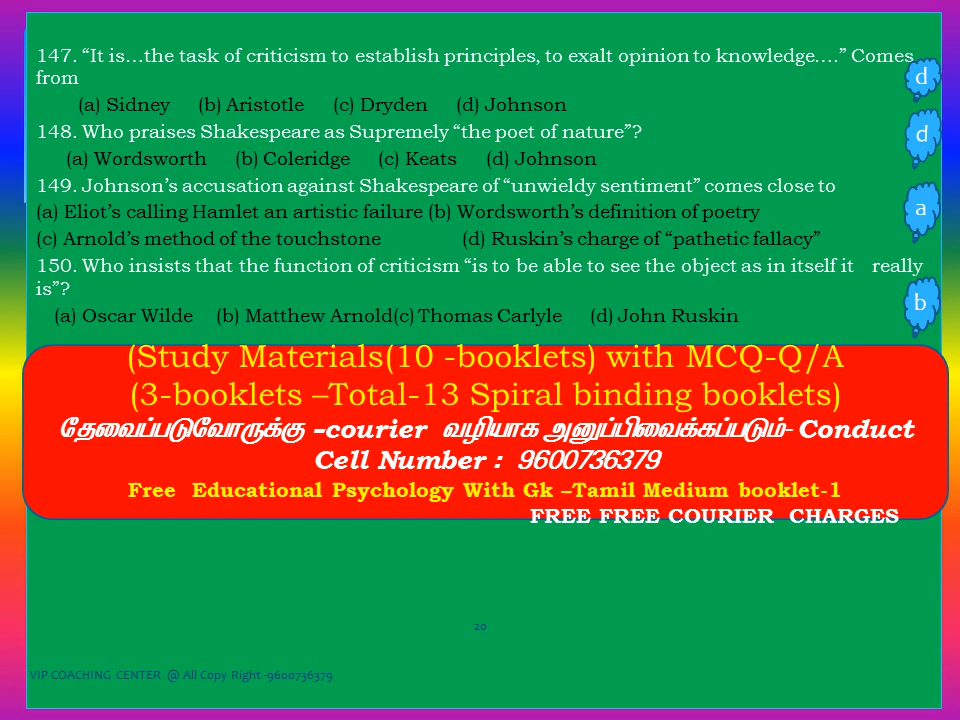 147. “It is…the task of criticism to establish principles, to exalt opinion to knowledge….” Comes
from
d
(a) Sidney (b) Aristotle (c) Dryden (d) Johnson
148. Who praises Shakespeare as Supremely “the poet of nature”?
d
(a) Wordsworth (b) Coleridge (c) Keats (d) Johnson
149. Johnson’s accusation against Shakespeare of “unwieldy sentiment” comes close to
a
(a) Eliot’s calling Hamlet an artistic failure (b) Wordsworth’s definition of poetry
(c) Arnold’s method of the touchstone (d) Ruskin’s charge of “pathetic fallacy”
150. Who insists that the function of criticism “is to be able to see the object as in itself it really
is”?
b
(a) Oscar Wilde (b) Matthew Arnold(c) Thomas Carlyle (d) John Ruskin
(Study Materials(10 -booklets) with MCQ-Q/A
(3-booklets –Total-13 Spiral binding booklets)
தேவைப்படுவோருக்கு -courier வழியாக அனுப்பிவைக்கப்படும்- Conduct
Cell Number : 9600736379
Free Educational Psychology With Gk –Tamil Medium booklet-1
FREE FREE COURIER CHARGES
20
VIP COACHING CENTER @ All Copy Right -9600736379